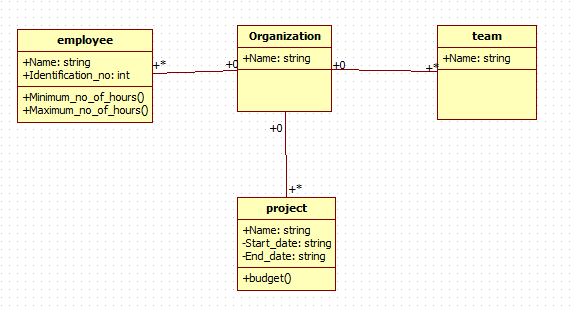 employee
+Name: string
+Identification_no: int
+Minimum_no_of_hours()
+Maximum_no_of_hours()
+*
+0
Organization
+Name: string
+0
+*
team
+Name: string
+0
+*
project
+Name: string
-Start_date: string
-End_date: string
+budget()